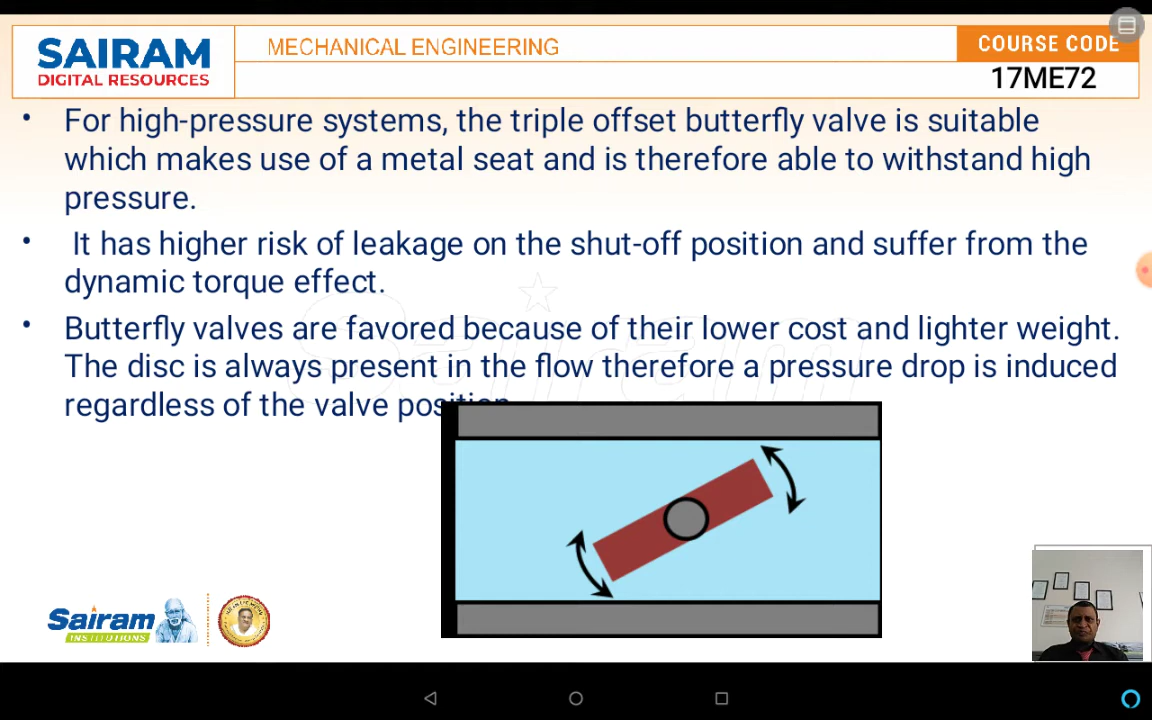 SAIRAM
DIGITAL RESOURCES
MECHANICAL ENGINEERING
COURSE CODE
17ME72
• For high-pressure systems, the triple offset butterfly valve is suitable
which makes use of a metal seat and is therefore able to withstand high
pressure.
• It has higher risk of leakage on the shut-off position and suffer from the
dynamic torque effect.
• Butterfly valves are favored because of their lower cost and lighter weight.
The disc is always present in the flow therefore a pressure drop is induced
regardless of the valve position.
Sairam
Sairam
INSTITUTIONS